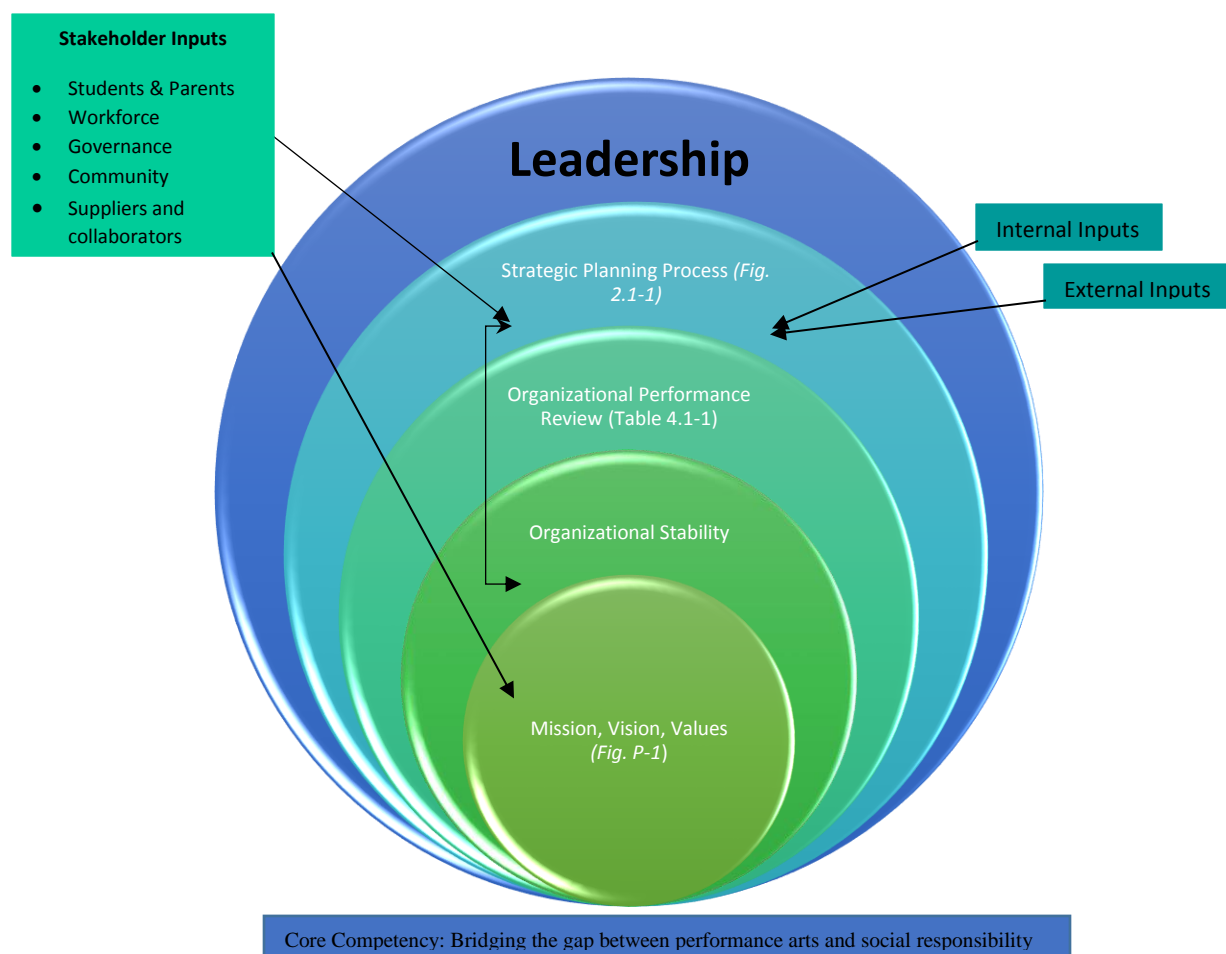 Stakeholder Inputs
• Students & Parents
• Workforce
• Governance
• Community
• Suppliers and
collaborators
Leadership
Internal Inputs
External Inputs
Strategic Planning Process (Fig.
2.1-1)
Organizational Performance
Review (Table 4.1-1)
Organizational Stability
Mission, Vision, Values
(Fig. P-1)
Core Competency: Bridging the gap between performance arts and social responsibility